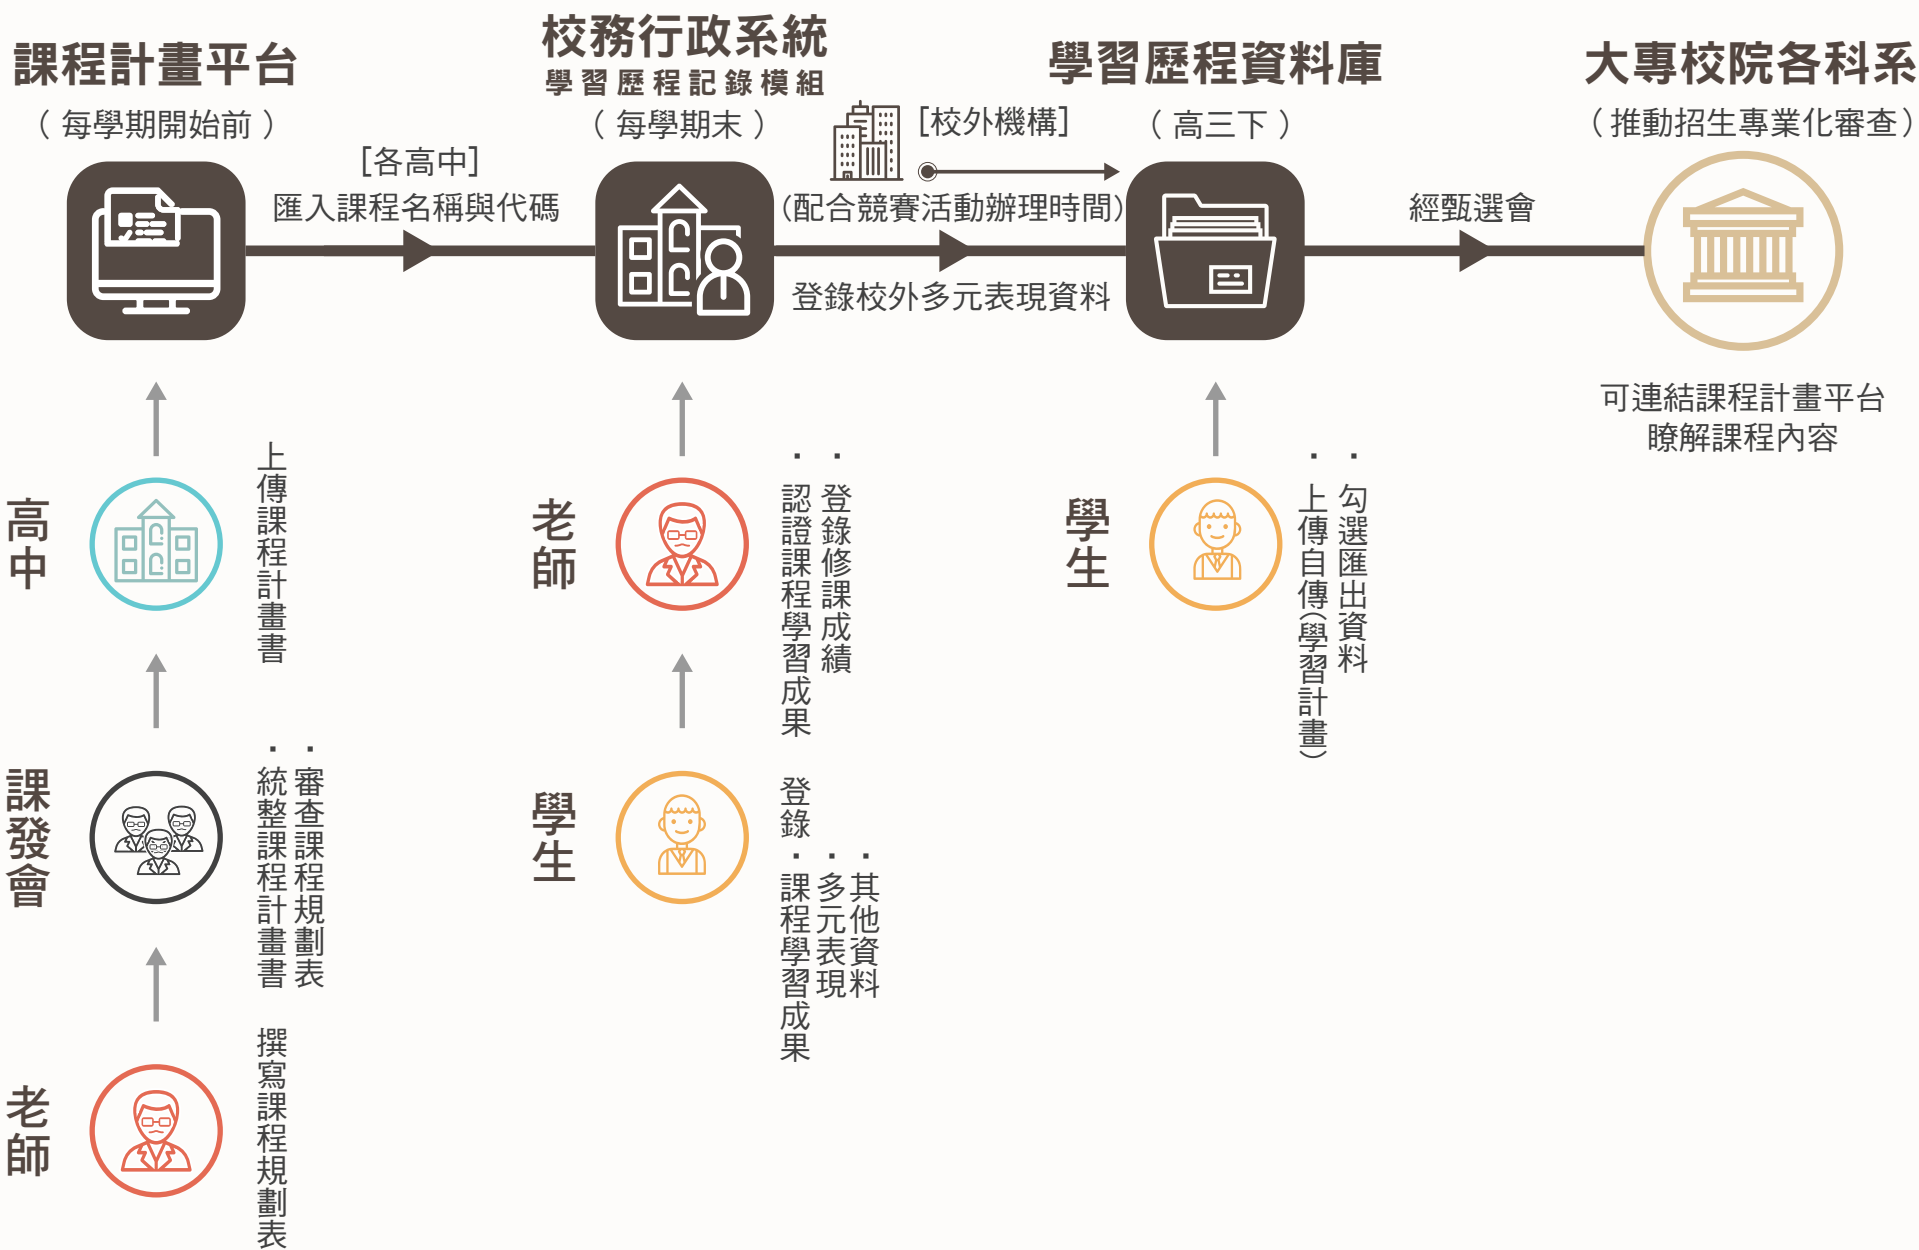 課程計畫平台
（每學期開始前）
［各高中］
匯入課程名稱與代碼
校務行政系統
學習歷程記錄模組
（每學期末）
［校外機構］
（配合競賽活動辦理時間）
登錄校外多元表現資料
學習歷程資料庫
（高三下）
經甄選會
大專校院各科系
（推動招生專業化審查）
可連結課程計畫平台
瞭解課程內容
高中
上傳課程計畫書
課發會
．審查課程規劃表
．統整課程計畫書
老師
撰寫課程規劃表
老師
．登錄修課成績
．認證課程學習成果
學生
登錄
．其他資料
．多元表現
．課程學習成果
學生
．勾選匯出資料
．上傳自傳（學習計畫）